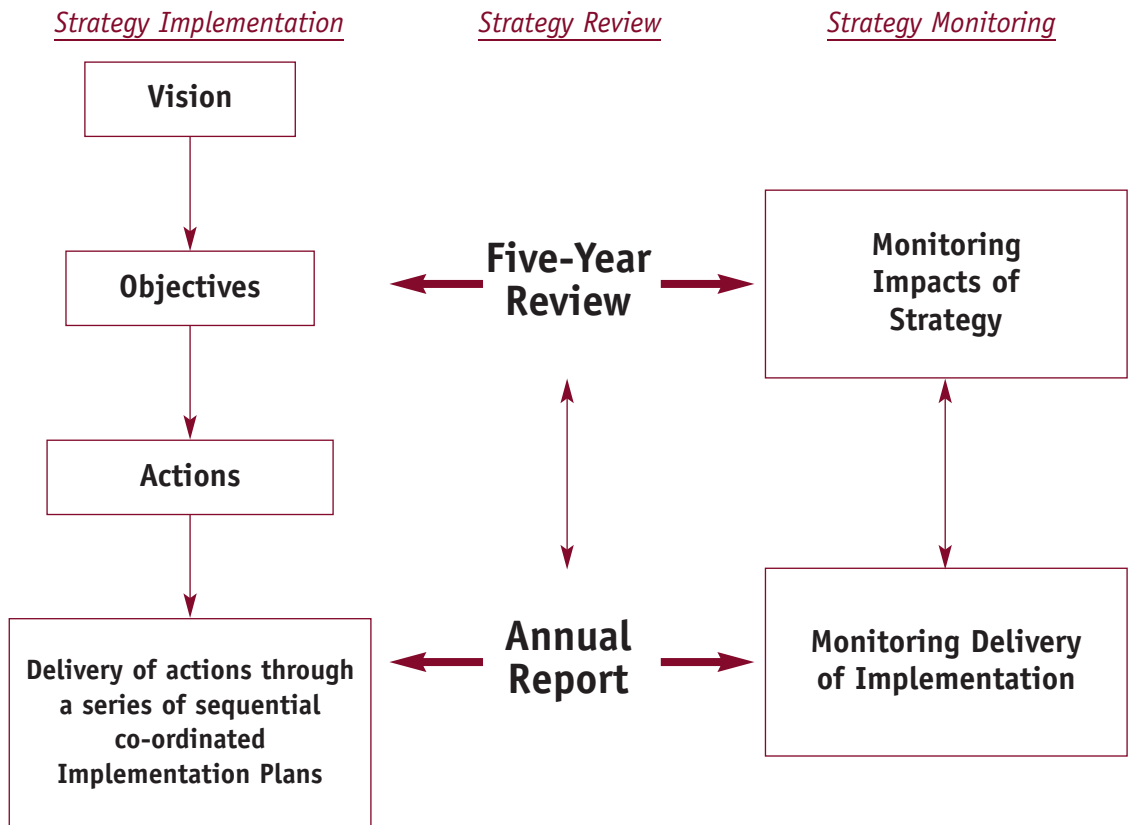 Strategy Implementation
Strategy Review
Strategy Monitoring
Vision
Objectives
Actions
Delivery of actions through
a series of sequential
co-ordinated
Implementation Plans
Five-Year
Review
Annual
Report
Monitoring
Impacts of
Strategy
Monitoring Delivery
of Implementation